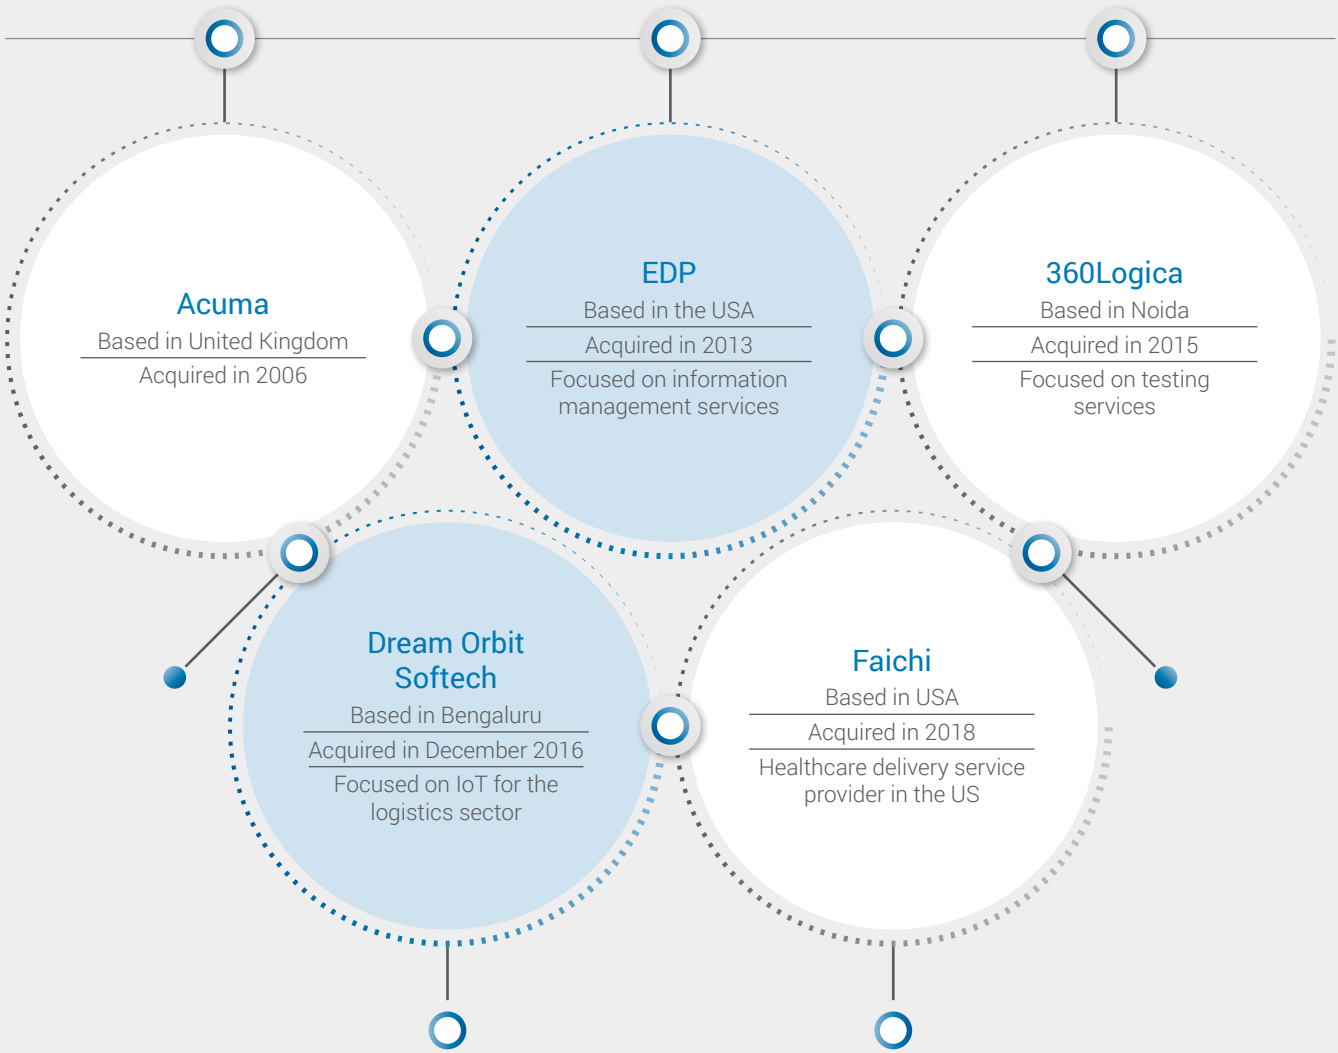 Acuma
Based in United Kingdom
Acquired in 2006
EDP
Based in the USA
Acquired in 2013
Focused on information
management services
360Logica
Based in Noida
Acquired in 2015
Focused on testing
services
Dream Orbit
Softech
Based in Bengaluru
Acquired in December 2016
Focused on IoT for the
logistics sector
Faichi
Based in USA
Acquired in 2018
Healthcare delivery service
provider in the US